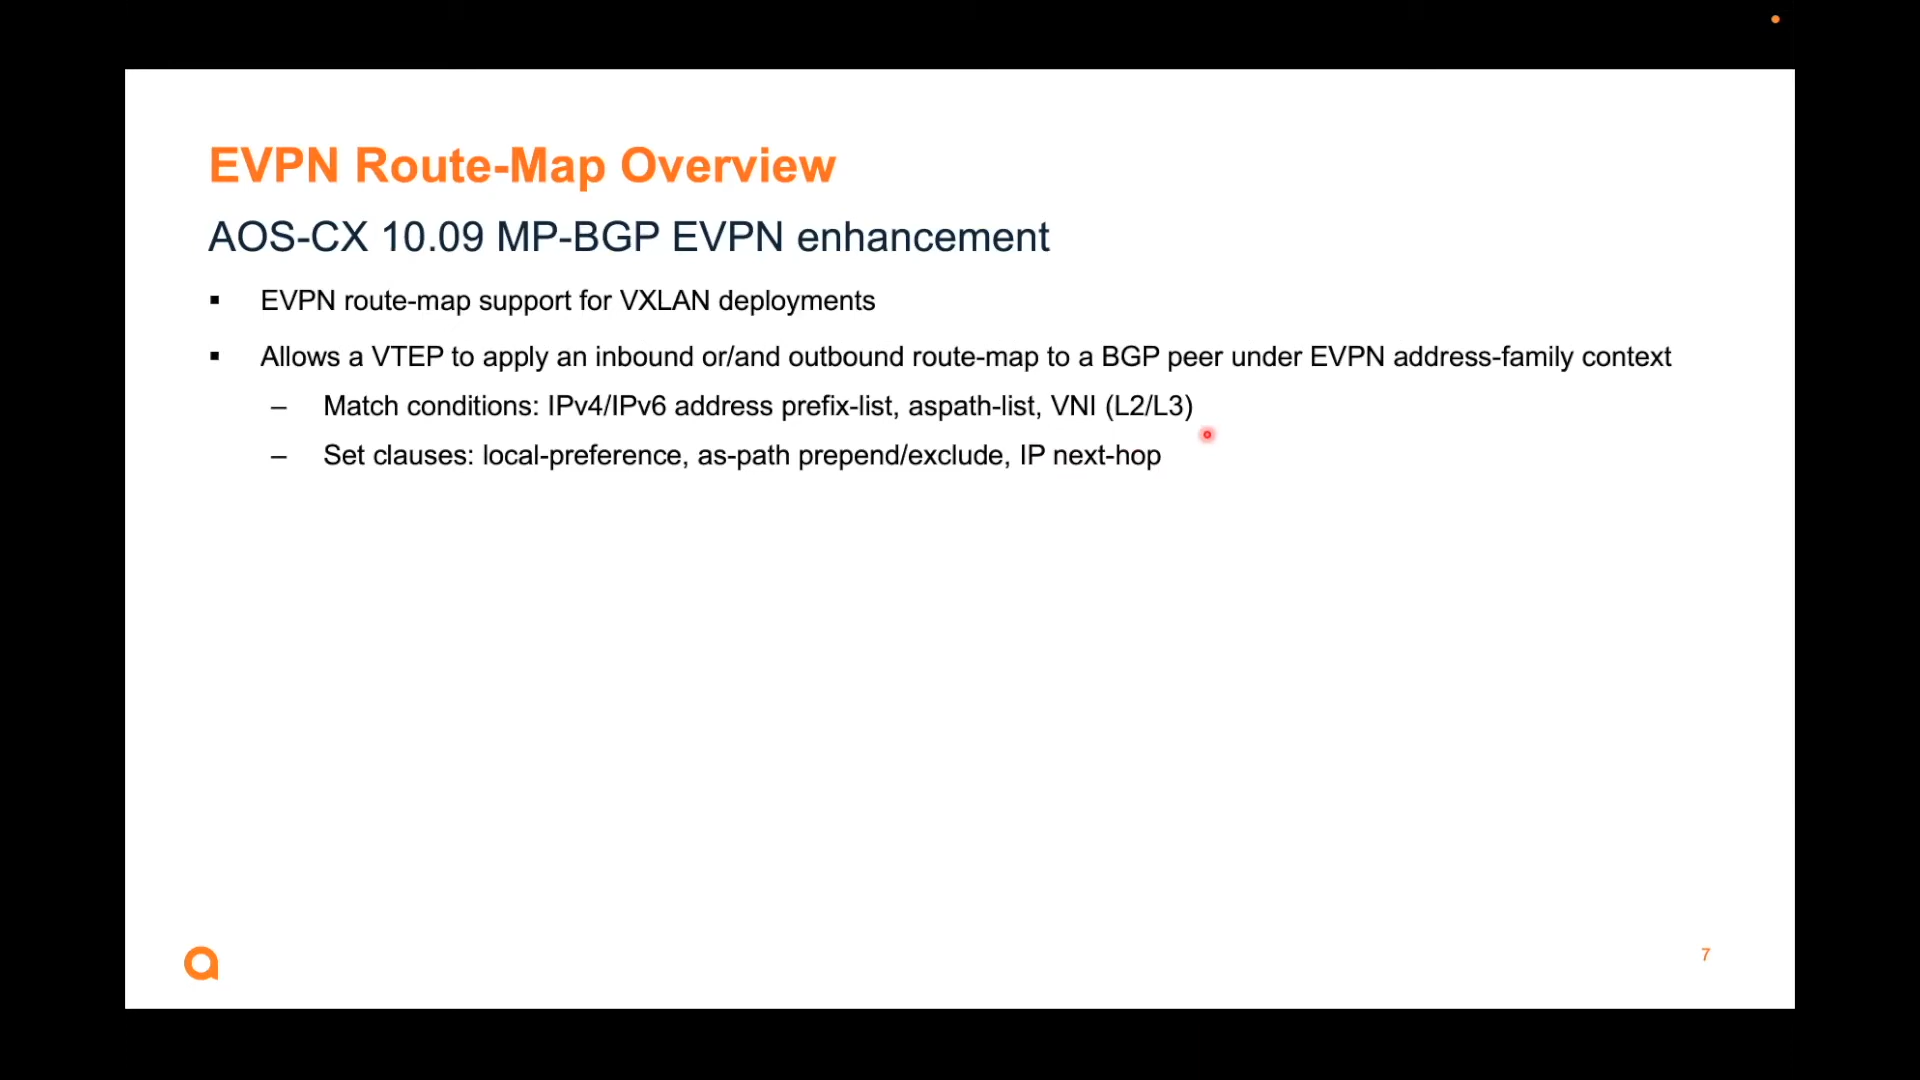 EVPN Route-Map Overview
AOS-CX 10.09 MP-BGP EVPN enhancement
▪ EVPN route-map support for VXLAN deployments
▪ Allows a VTEP to apply an inbound or/and outbound route-map to a BGP peer under EVPN address-family context
– Match conditions: IPv4/IPv6 address prefix-list, aspath-list, VNI (L2/L3)
– Set clauses: local-preference, as-path prepend/exclude, IP next-hop
7